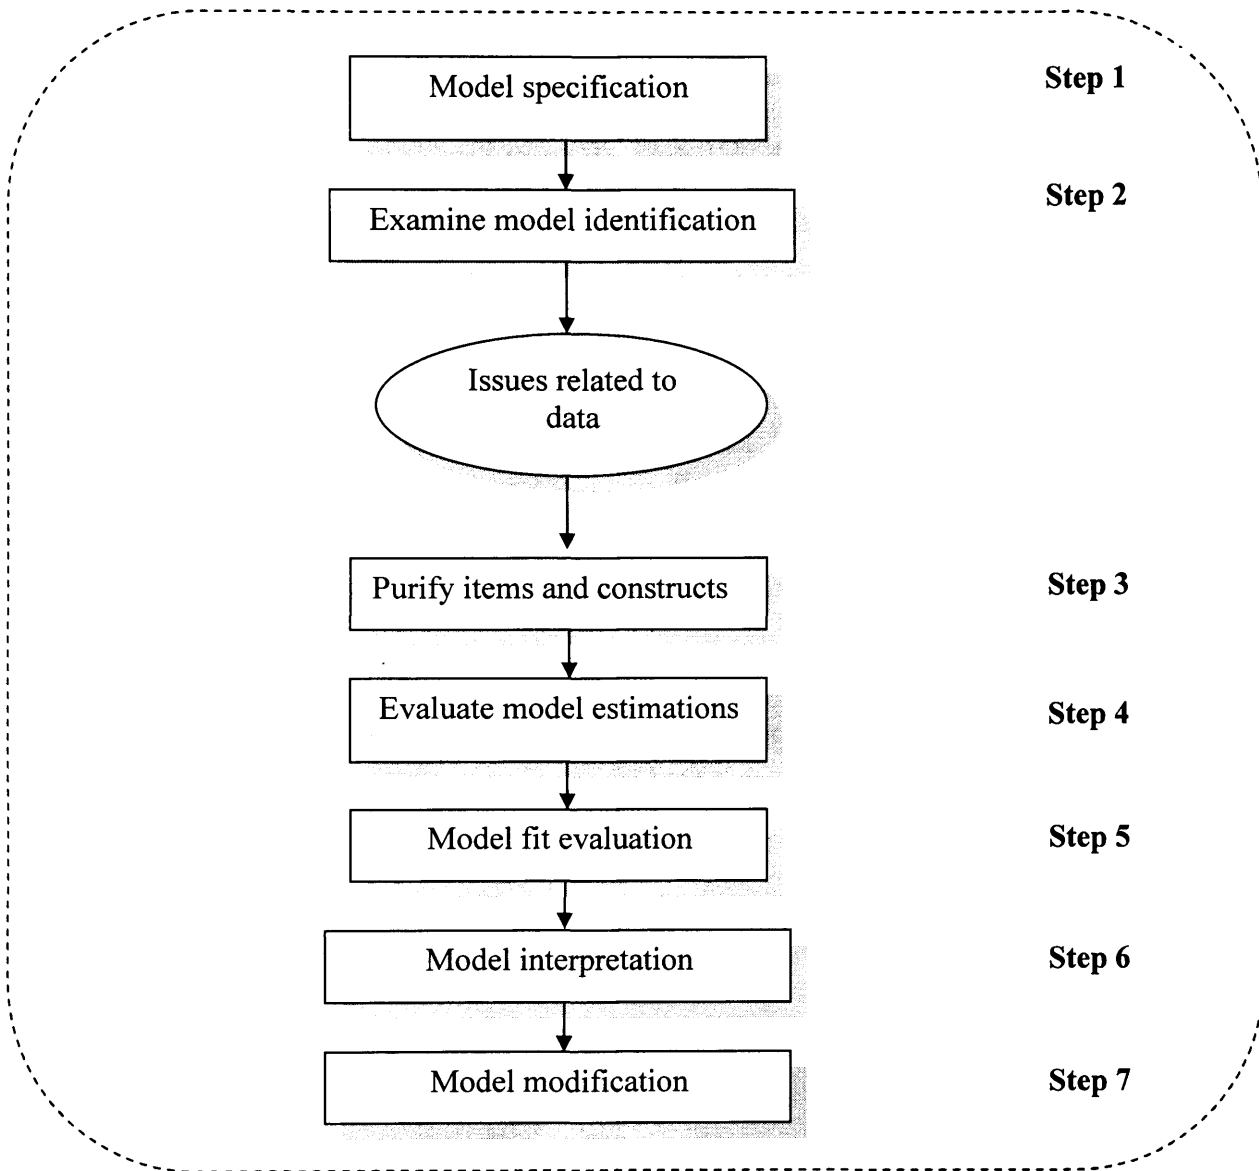 Model specification
Step 1
Examine model identification
Step 2
Issues related to
data
Purify items and constructs
Step 3
Evaluate model estimations
Step 4
Model fit evaluation
Step 5
Model interpretation
Step 6
Model modification
Step 7